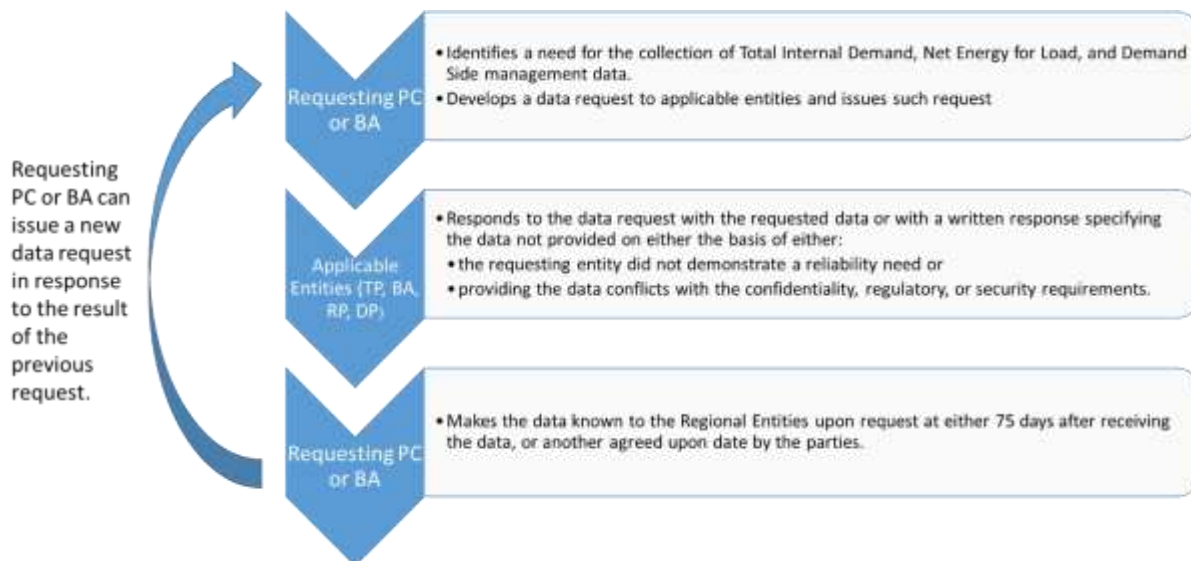 Requesting
PC or BA can
issue a new
data request
in response
to the result
of the
previous
request.
Requesting PC
or BA
•Identifies a need for the collection of Total Internal Demand, Net Energy for Load, and Demand
Side management data.
•Develops a data request to applicable entities and issues such request
Applicable
Entities (TP, BA,
RP, DP)
•Responds to the data request with the requested data or with a written response specifying
the data not provided on either the basis of either:
•the requesting entity did not demonstrate a reliability need or
•providing the data conflicts with the confidentiality, regulatory, or security requirements.
Requesting PC
or BA
•Makes the data known to the Regional Entities upon request at either 75 days after receiving
the data, or another agreed upon date by the parties.